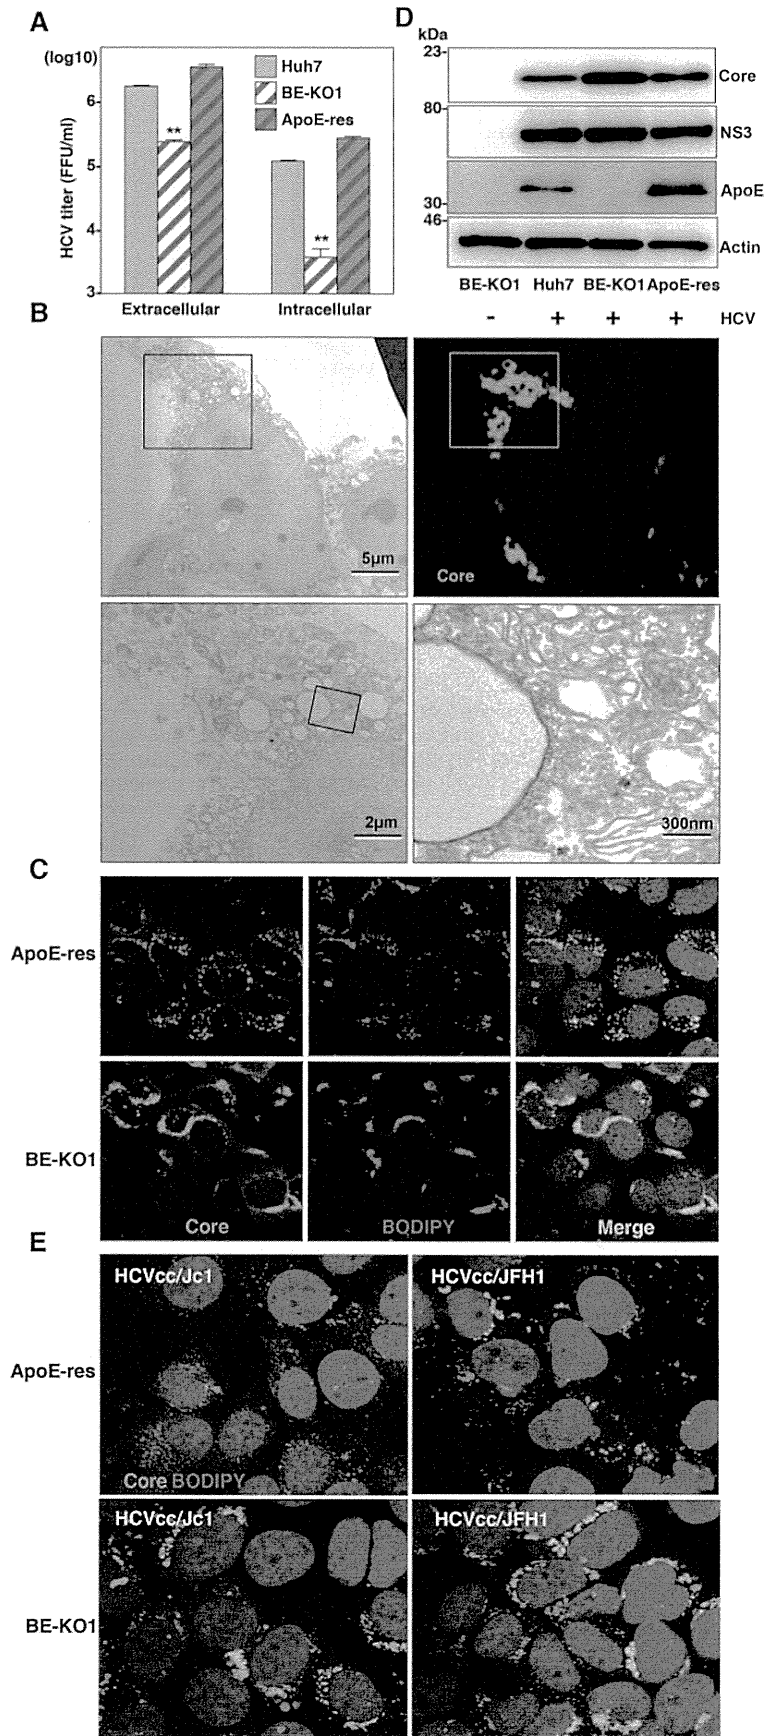 A
(log10)
HCV titer (FFU/ml)
6
5
4
3
**
**
Huh7
BE-KO1
ApoE-res
Extracellular
Intracellular
D
kDa
23-
80-
30-
46-
Core
NS3
ApoE
Actin
BE-KO1 Huh7 BE-KO1 ApoE-res
- + + + HCV
B
5µm
Core
2µm
300nm
C
ApoE-res
BE-KO1
Core
BODIPY
Merge
E
HCVcc/Jc1
HCVcc/JFH1
ApoE-res
Core BODIPY
HCVcc/Jc1
HCVcc/JFH1
BE-KO1